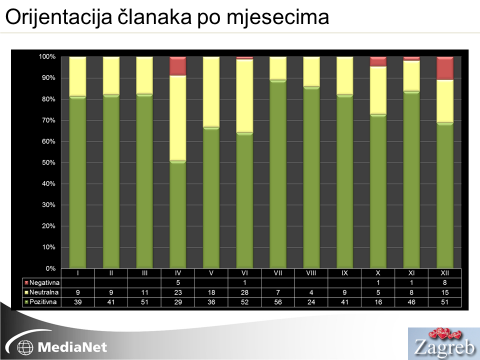 Orijentacija članaka po mjesecima
100%
90%
80%
70%
60%
50%
40%
30%
20%
10%
0%
I II III IV V VI VII VIII IX X XI XII
Negativna 5 1 1 1 8
Neutralna 9 9 11 23 18 28 7 4 9 5 8 15
Pozitivna 39 41 51 29 36 52 56 24 41 16 46 51
MediaNet
Zagreb